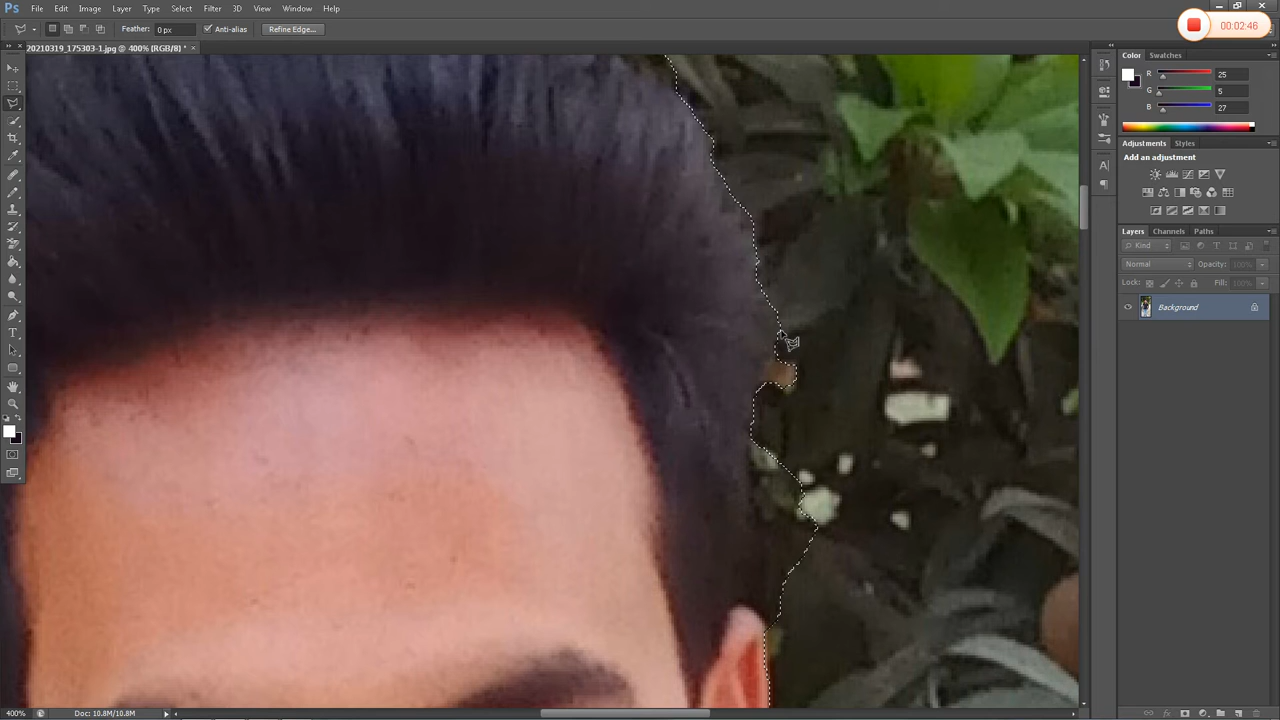 Ps File Edit Image Layer Type Select Filter 3D View Window Help
00:02:46
Feather: 0 px Anti-alias Refine Edge...
20210319_175303-1.jpg @ 400% (RGB/8) * ×
Color Swatches
R 25
G 5
B 27
Adjustments Styles
Add an adjustment
Layers Channels Paths
Kind
Normal Opacity: 100%
Lock: Fill: 100%
Background
400% Doc: 10.8M/10.8M